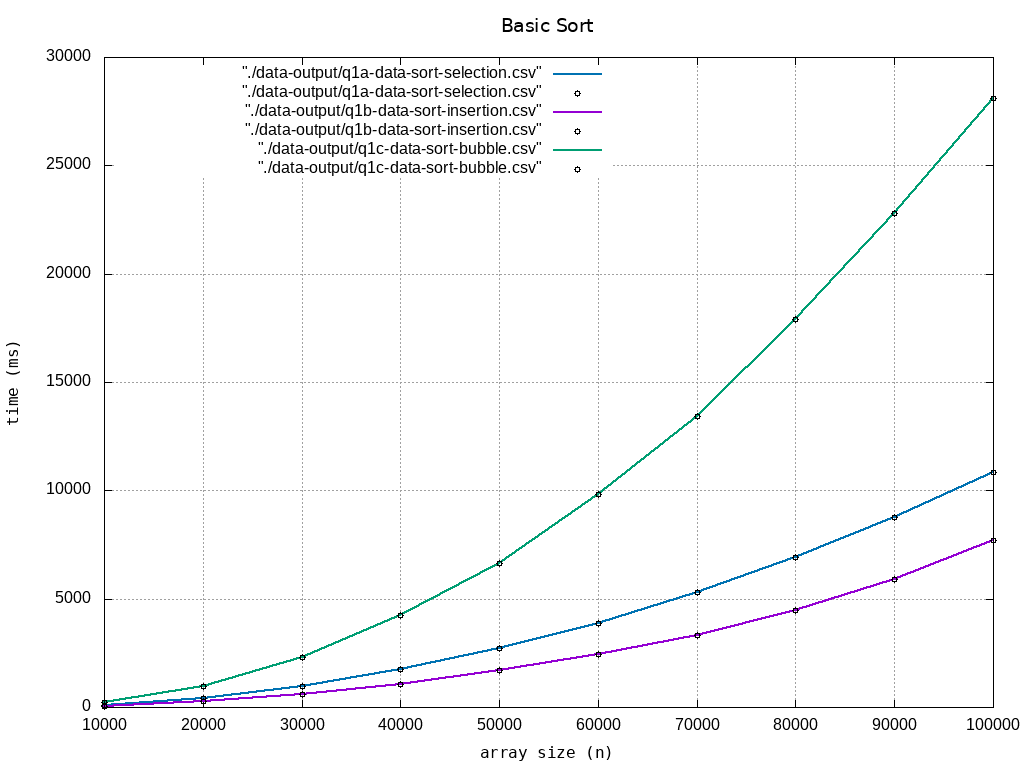 Basic Sort
30000
25000
20000
15000
10000
5000
0
time (ms)
"./data-output/q1a-data-sort-selection.csv"
"./data-output/q1a-data-sort-selection.csv"
"./data-output/q1b-data-sort-insertion.csv"
"./data-output/q1b-data-sort-insertion.csv"
"./data-output/q1c-data-sort-bubble.csv"
"./data-output/q1c-data-sort-bubble.csv"
10000 20000 30000 40000 50000 60000 70000 80000 90000 100000
array size (n)